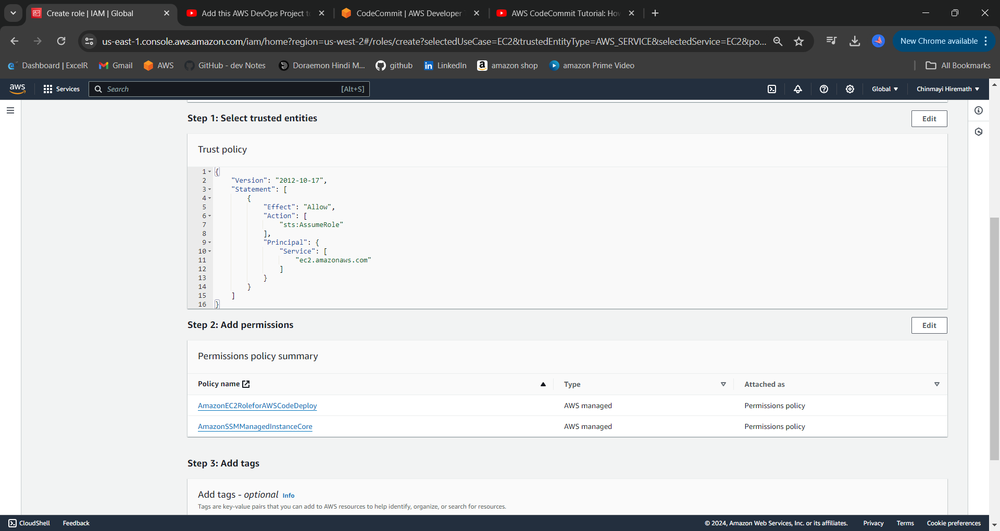 Create role | IAM | Global
Add this AWS DevOps Project to
CodeCommit | AWS Developer
AWS CodeCommit Tutorial: How
us-east-1.console.aws.amazon.com/iam/home?region=us-west-2#/roles/create?selectedUseCase=EC2&trustedEntityType=AWS_SERVICE&selectedService=EC2&po...
New Chrome available
Dashboard | ExcelR
Gmail
AWS
GitHub - dev Notes
Doraemon Hindi M...
github
LinkedIn
amazon shop
amazon Prime Video
All Bookmarks
aws
Services
Search
[Alt+S]
Global
Chinmayi Hiremath
Step 1: Select trusted entities
Edit
Trust policy
1 {
2 "Version": "2012-10-17",
3 "Statement": [
4 {
5 "Effect": "Allow",
6 "Action": [
7 "sts:AssumeRole"
8 ],
9 "Principal": {
10 "Service": [
11 "ec2.amazonaws.com"
12 ]
13 }
14 }
15 ]
16 }
Step 2: Add permissions
Edit
Permissions policy summary
Policy name
Type
Attached as
AmazonEC2RoleforAWSCodeDeploy
AWS managed
Permissions policy
AmazonSSMManagedInstanceCore
AWS managed
Permissions policy
Step 3: Add tags
Add tags - optional Info
Tags are key-value pairs that you can add to AWS resources to help identify, organize, or search for resources.
CloudShell
Feedback
© 2024, Amazon Web Services, Inc. or its affiliates.
Privacy
Terms
Cookie preferences